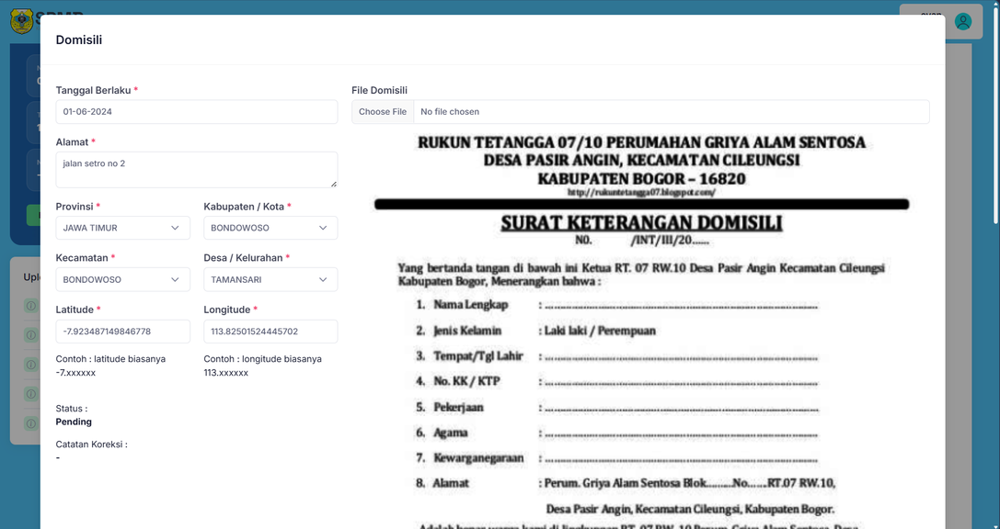 Domisili
Tanggal Berlaku *
01-06-2024
Alamat *
jalan setro no 2
Provinsi *
Kabupaten / Kota *
JAWA TIMUR
BONDOWOSO
Kecamatan *
Desa / Kelurahan *
BONDOWOSO
TAMANSARI
Latitude *
Longitude *
-7.923487149846778
113.82501524445702
Contoh : latitude biasanya
-7.xxxxxx
Contoh : longitude biasanya
113.xxxxxx
Status :
Pending
Catatan Koreksi :
-
File Domisili
Choose File No file chosen
RUKUN TETANGGA 07/10 PERUMAHAN GRIYA ALAM SENTOSA
DESA PASIR ANGIN, KECAMATAN CILEUNGSI
KABUPATEN BOGOR – 16820
http://rukuntetangga07.blogspot.com/
SURAT KETERANGAN DOMISILI
NO. /INT/III/20......
Yang bertanda tangan di bawah ini Ketua RT. 07 RW.10 Desa Pasir Angin Kecamatan Cileungsi
Kabupaten Bogor, Menerangkan bahwa :
1. Nama Lengkap : ................................................................
2. Jenis Kelamin : Laki laki / Perempuan
3. Tempat/Tgl Lahir : ................................................................
4. No. KK / KTP : ................................................................
5. Pekerjaan : ................................................................
6. Agama : ................................................................
7. Kewarganegaraan : ................................................................
8. Alamat : Perum. Griya Alam Sentosa Blok.........No......RT.07 RW.10,
Desa Pasir Angin, Kecamatan Cileungsi, Kabupaten Bogor.